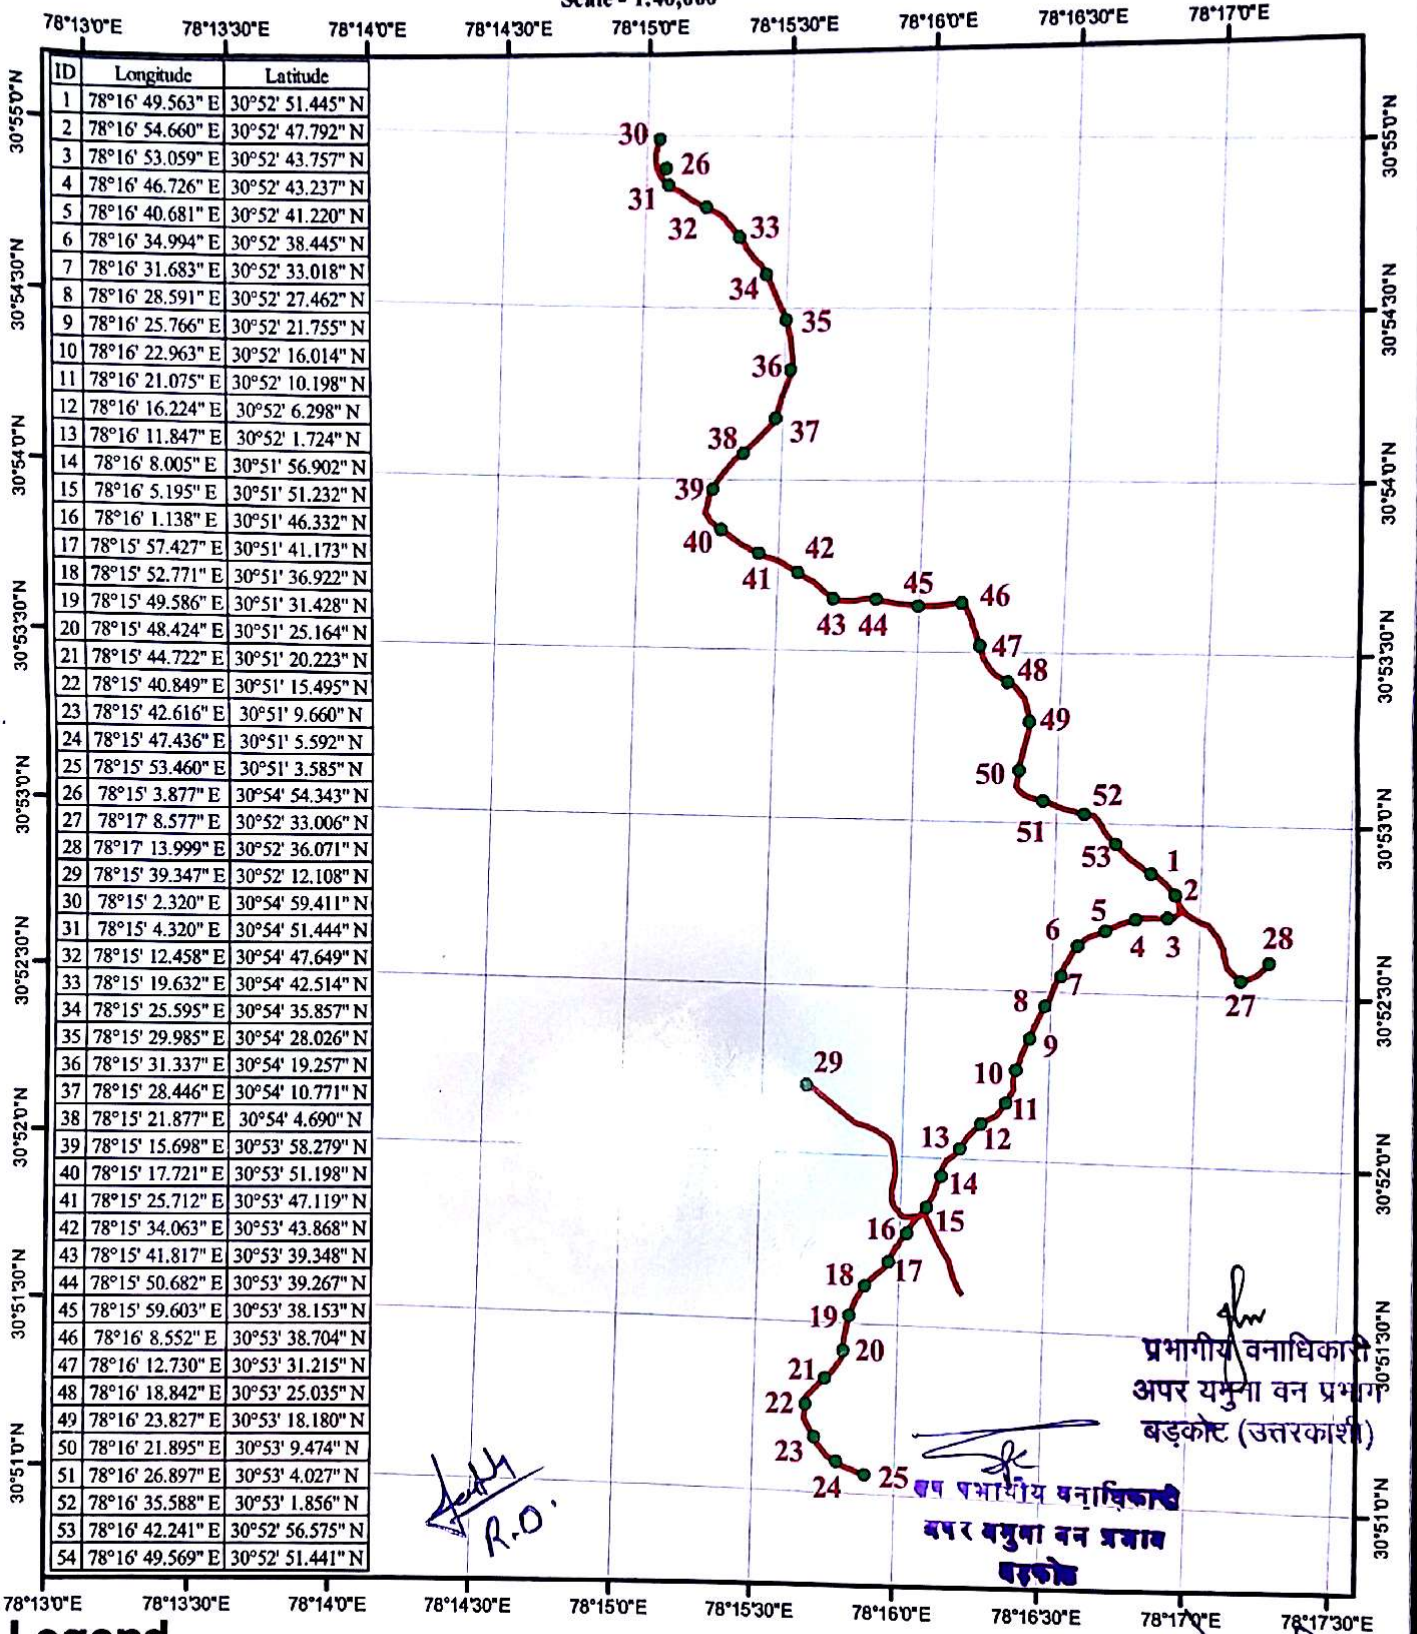 Scale - 1:40,000
78°13'0"E 78°13'30"E 78°14'0"E 78°14'30"E 78°15'0"E 78°15'30"E 78°16'0"E 78°16'30"E 78°17'0"E
ID Longitude Latitude
1 78°16' 49.563" E 30°52' 51.445" N
2 78°16' 54.660" E 30°52' 47.792" N
3 78°16' 53.059" E 30°52' 43.757" N
4 78°16' 46.726" E 30°52' 43.237" N
5 78°16' 40.681" E 30°52' 41.220" N
6 78°16' 34.994" E 30°52' 38.445" N
7 78°16' 31.683" E 30°52' 33.018" N
8 78°16' 28.591" E 30°52' 27.462" N
9 78°16' 25.766" E 30°52' 21.755" N
10 78°16' 22.963" E 30°52' 16.014" N
11 78°16' 21.075" E 30°52' 10.198" N
12 78°16' 16.224" E 30°52' 6.298" N
13 78°16' 11.847" E 30°52' 1.724" N
14 78°16' 8.005" E 30°51' 56.902" N
15 78°16' 5.195" E 30°51' 51.232" N
16 78°16' 1.138" E 30°51' 46.332" N
17 78°15' 57.427" E 30°51' 41.173" N
18 78°15' 52.771" E 30°51' 36.922" N
19 78°15' 49.586" E 30°51' 31.428" N
20 78°15' 48.424" E 30°51' 25.164" N
21 78°15' 44.722" E 30°51' 20.223" N
22 78°15' 40.849" E 30°51' 15.495" N
23 78°15' 42.616" E 30°51' 9.660" N
24 78°15' 47.436" E 30°51' 5.592" N
25 78°15' 53.460" E 30°51' 3.585" N
26 78°15' 3.877" E 30°54' 54.343" N
27 78°17' 8.577" E 30°52' 33.006" N
28 78°17' 13.999" E 30°52' 36.071" N
29 78°15' 39.347" E 30°52' 12.108" N
30 78°15' 2.320" E 30°54' 59.411" N
31 78°15' 4.320" E 30°54' 51.444" N
32 78°15' 12.458" E 30°54' 47.649" N
33 78°15' 19.632" E 30°54' 42.514" N
34 78°15' 25.595" E 30°54' 35.857" N
35 78°15' 29.985" E 30°54' 28.026" N
36 78°15' 31.337" E 30°54' 19.257" N
37 78°15' 28.446" E 30°54' 10.771" N
38 78°15' 21.877" E 30°54' 4.690" N
39 78°15' 15.698" E 30°53' 58.279" N
40 78°15' 17.721" E 30°53' 51.198" N
41 78°15' 25.712" E 30°53' 47.119" N
42 78°15' 34.063" E 30°53' 43.868" N
43 78°15' 41.817" E 30°53' 39.348" N
44 78°15' 50.682" E 30°53' 39.267" N
45 78°15' 59.603" E 30°53' 38.153" N
46 78°16' 8.552" E 30°53' 38.704" N
47 78°16' 12.730" E 30°53' 31.215" N
48 78°16' 18.842" E 30°53' 25.035" N
49 78°16' 23.827" E 30°53' 18.180" N
50 78°16' 21.895" E 30°53' 9.474" N
51 78°16' 26.897" E 30°53' 4.027" N
52 78°16' 35.588" E 30°53' 1.856" N
53 78°16' 42.241" E 30°52' 56.575" N
54 78°16' 49.569" E 30°52' 51.441" N
30°55'0"N
30°54'30"N
30°54'0"N
30°53'30"N
30°53'0"N
30°52'30"N
30°52'0"N
30°51'30"N
30°51'0"N
30
26
31
32 33
34
35
36
37
38
39
40 42
41
45 46
43 44
47
48
49
50
52
51
53
1
2
5
6 4 3 28
7
27
8
9
29
10
11
13 12
14
15
16
17
18
19
20
21
22
23
24 25
30°55'0"N
30°54'30"N
30°54'0"N
30°53'30"N
30°53'0"N
30°52'30"N
30°52'0"N
30°51'30"N
30°51'0"N
प्रभागीय वनाधिकारी
अपर यमुना वन प्रभाग
बड़कोट (उत्तरकाशी)
उप प्रभागीय वनाधिकारी
अपर यमुना वन प्रभाग
बड़कोट
R.O.
78°13'0"E 78°13'30"E 78°14'0"E 78°14'30"E 78°15'0"E 78°15'30"E 78°16'0"E 78°16'30"E 78°17'0"E 78°17'30"E
Legend